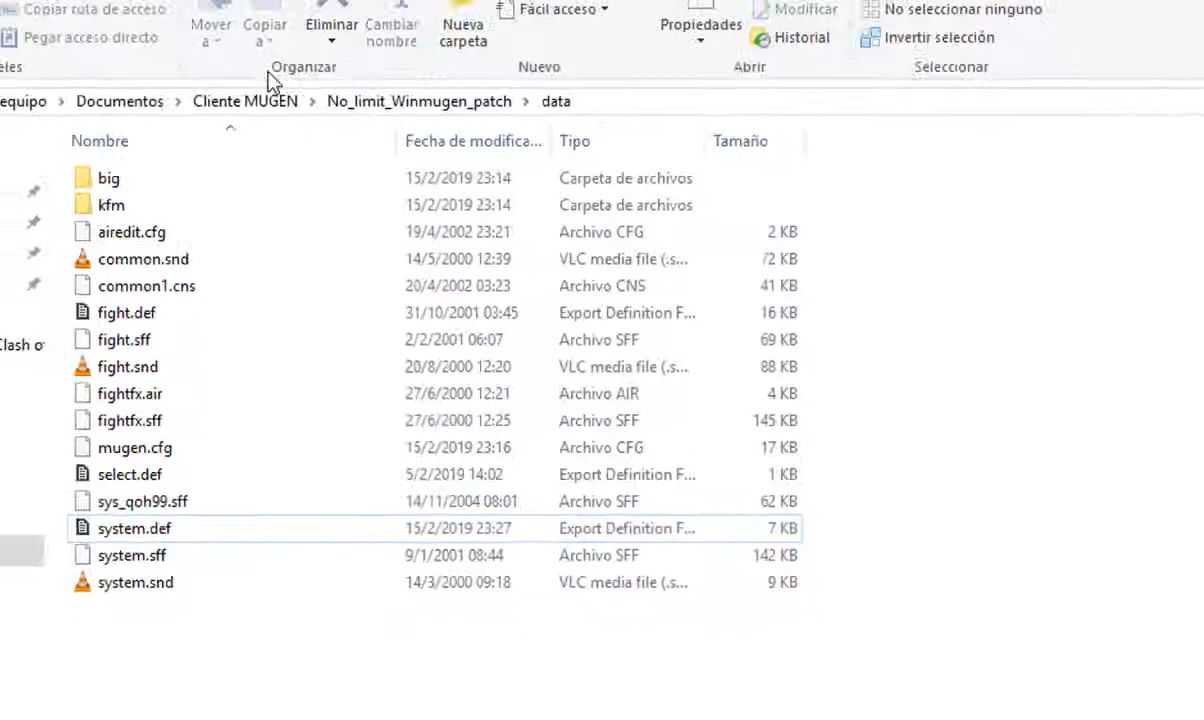 Copiar ruta de acceso
Pegar acceso directo
Mover a
Copiar a
Eliminar
Cambiar nombre
Nueva carpeta
Fácil acceso
Propiedades
Modificar
Historial
No seleccionar ninguno
Invertir selección
eles
Organizar
Nuevo
Abrir
Seleccionar
equipo > Documentos > Cliente MUGEN > No_limit_Winmugen_patch > data
Nombre Fecha de modifica... Tipo Tamaño
big 15/2/2019 23:14 Carpeta de archivos
kfm 15/2/2019 23:14 Carpeta de archivos
airedit.cfg 19/4/2002 23:21 Archivo CFG 2 KB
common.snd 14/5/2000 12:39 VLC media file (.s... 72 KB
common1.cns 20/4/2002 03:23 Archivo CNS 41 KB
fight.def 31/10/2001 03:45 Export Definition F... 16 KB
fight.sff 2/2/2001 06:07 Archivo SFF 69 KB
Clash of
fight.snd 20/8/2000 12:20 VLC media file (.s... 88 KB
fightfx.air 27/6/2000 12:21 Archivo AIR 4 KB
fightfx.sff 27/6/2000 12:25 Archivo SFF 145 KB
mugen.cfg 15/2/2019 23:16 Archivo CFG 17 KB
select.def 5/2/2019 14:02 Export Definition F... 1 KB
sys_qoh99.sff 14/11/2004 08:01 Archivo SFF 62 KB
system.def 15/2/2019 23:27 Export Definition F... 7 KB
system.sff 9/1/2001 08:44 Archivo SFF 142 KB
system.snd 14/3/2000 09:18 VLC media file (.s... 9 KB